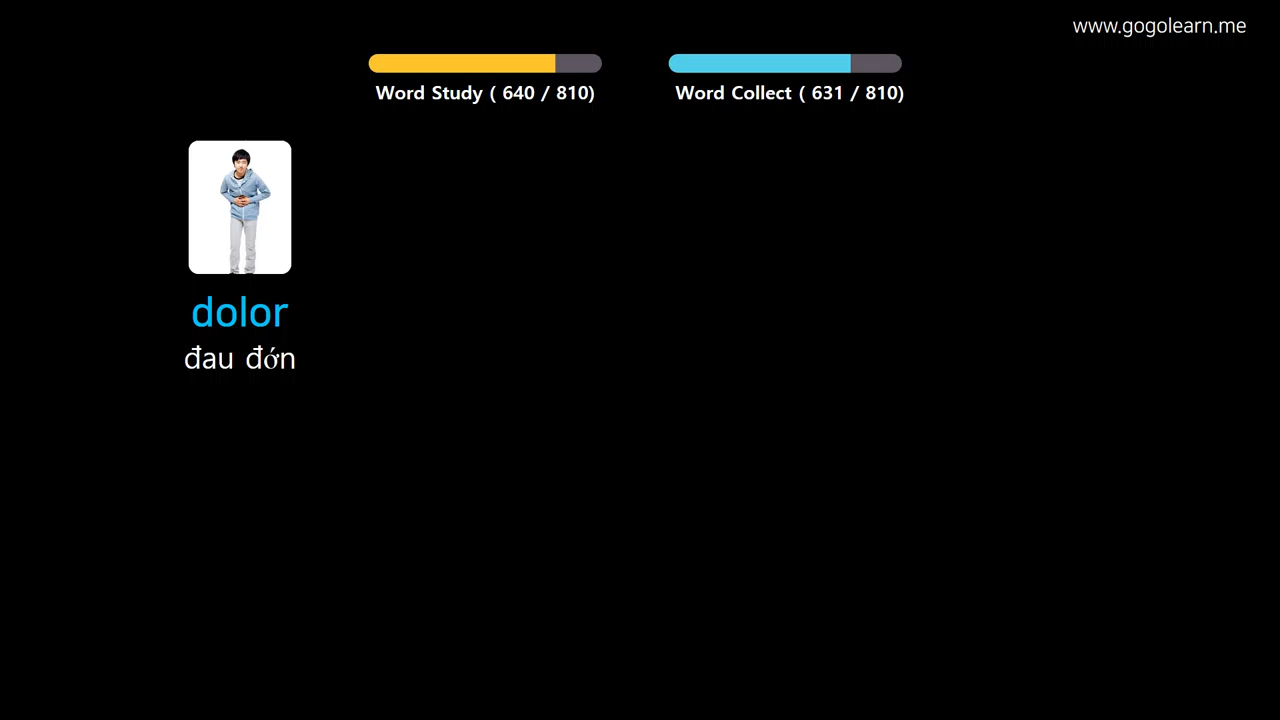 www.gogolearn.me
Word Study ( 640 / 810)
Word Collect ( 631 / 810)
dolor
đau đớn